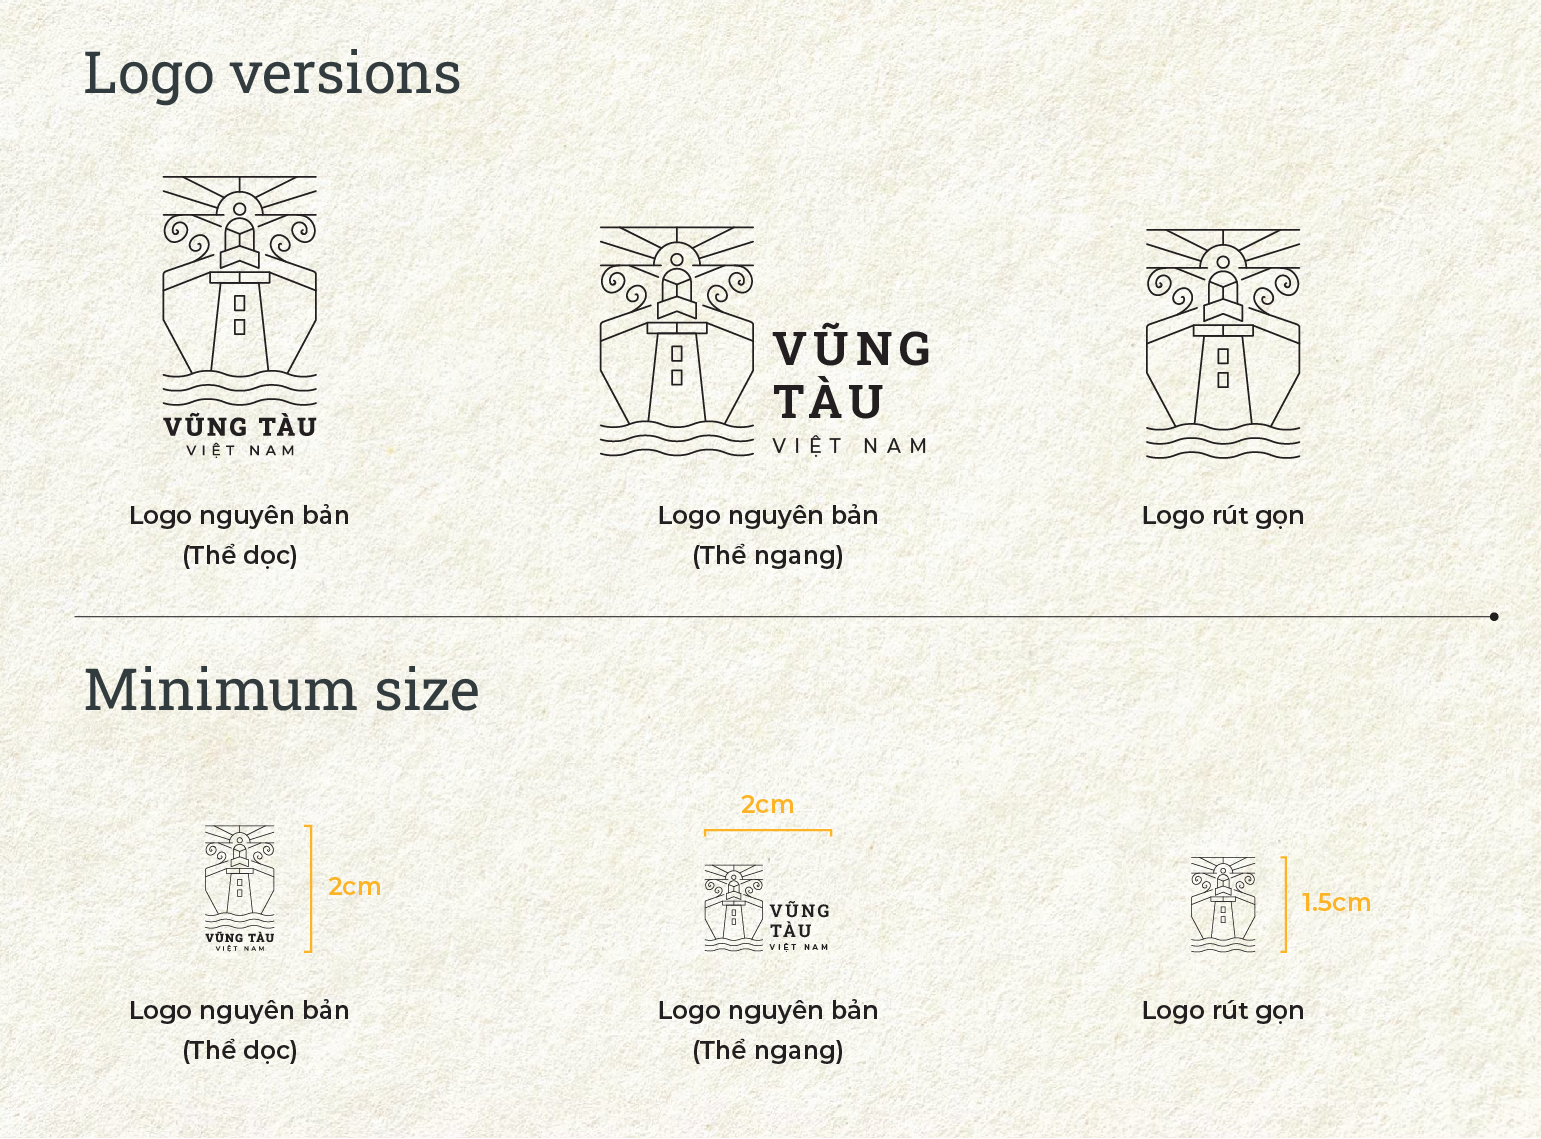 Logo versions
VŨNG TÀU
VIỆT NAM
Logo nguyên bản
(Thể dọc)
VŨNG
TÀU
VIỆT NAM
Logo nguyên bản
(Thể ngang)
Logo rút gọn
Minimum size
VŨNG TÀU
VIỆT NAM
2cm
Logo nguyên bản
(Thể dọc)
2cm
VŨNG
TÀU
VIỆT NAM
Logo nguyên bản
(Thể ngang)
1.5cm
Logo rút gọn